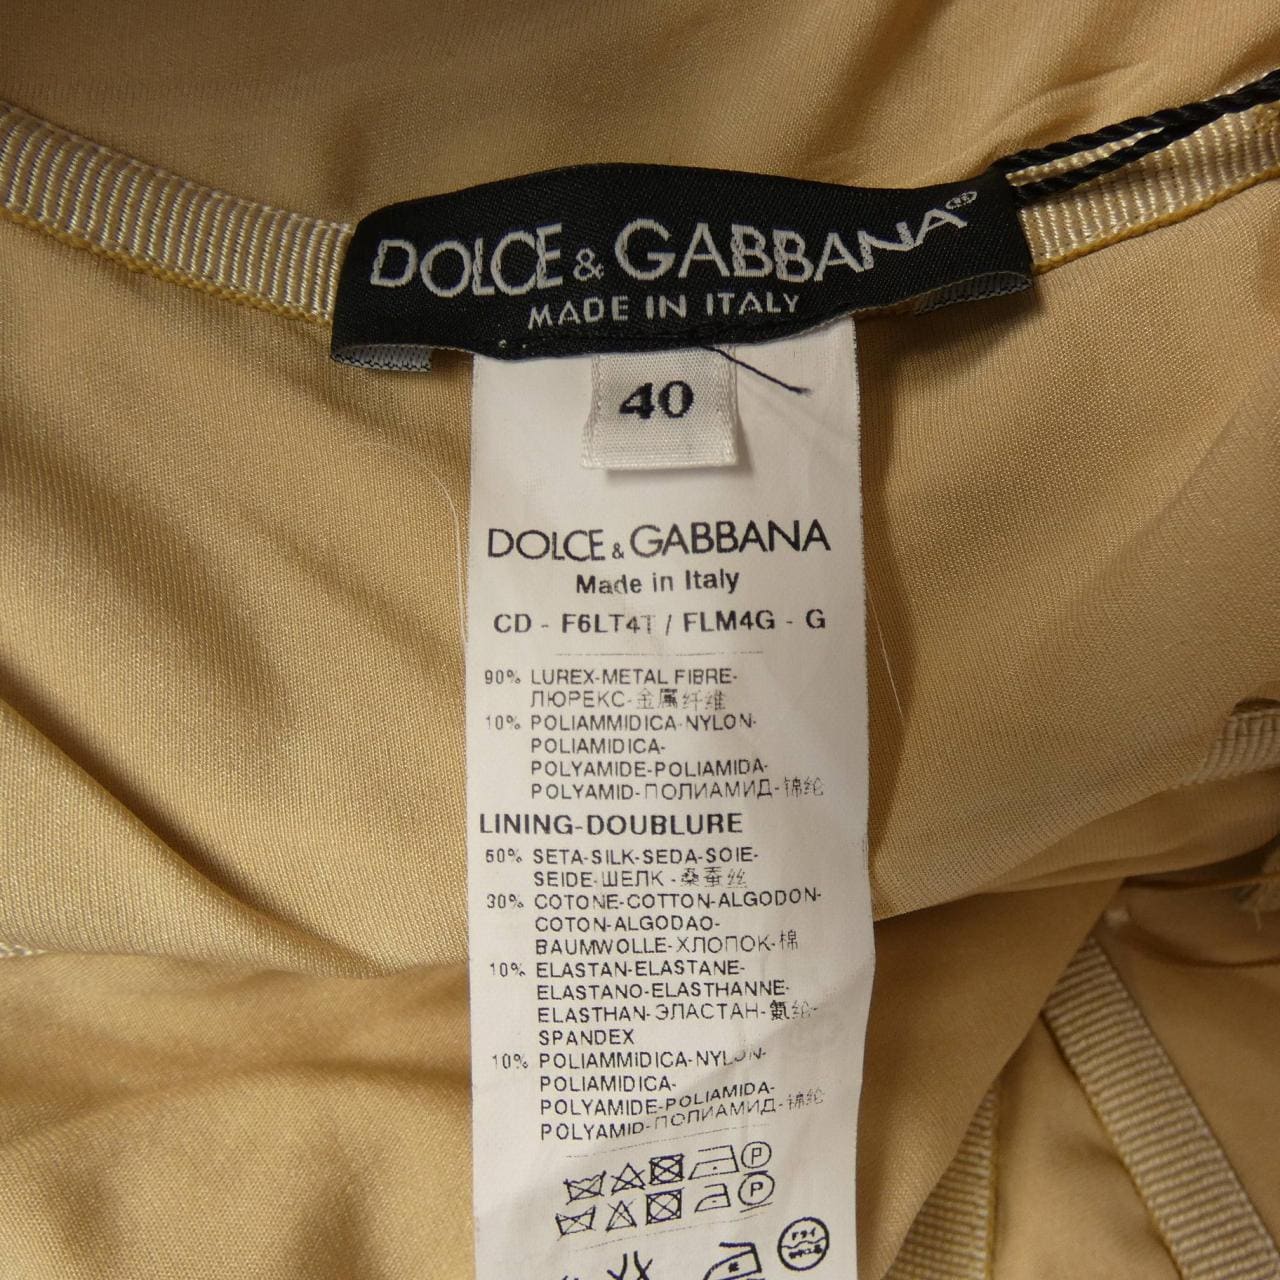 DOLCE & GABBANA®
MADE IN ITALY
40
DOLCE & GABBANA
Made in Italy
CD - F6LT4T / FLM4G - G
90% LUREX-METAL FIBRE-
ЛЮРЕКС-金属纤维
10% POLIAMMIDICA-NYLON-
POLIAMIDICA-
POLYAMIDE-POLIAMIDA-
POLYAMID-ПОЛИАМИД-锦纶
LINING-DOUBLURE
50% SETA-SILK-SEDA-SOIE-
SEIDE-ШЕЛК-桑蚕丝
30% COTONE-COTTON-ALGODON-
COTON-ALGODAO-
BAUMWOLLE-ХЛОПОК-棉
10% ELASTAN-ELASTANE-
ELASTANO-ELASTHANNE-
ELASTHAN-ЭЛАСТАН-氨纶-
SPANDEX
10% POLIAMMIDICA-NYLON-
POLIAMIDICA-
POLYAMIDE-POLIAMIDA-
POLYAMID-ПОЛИАМИД-锦纶
P
P
ドライ